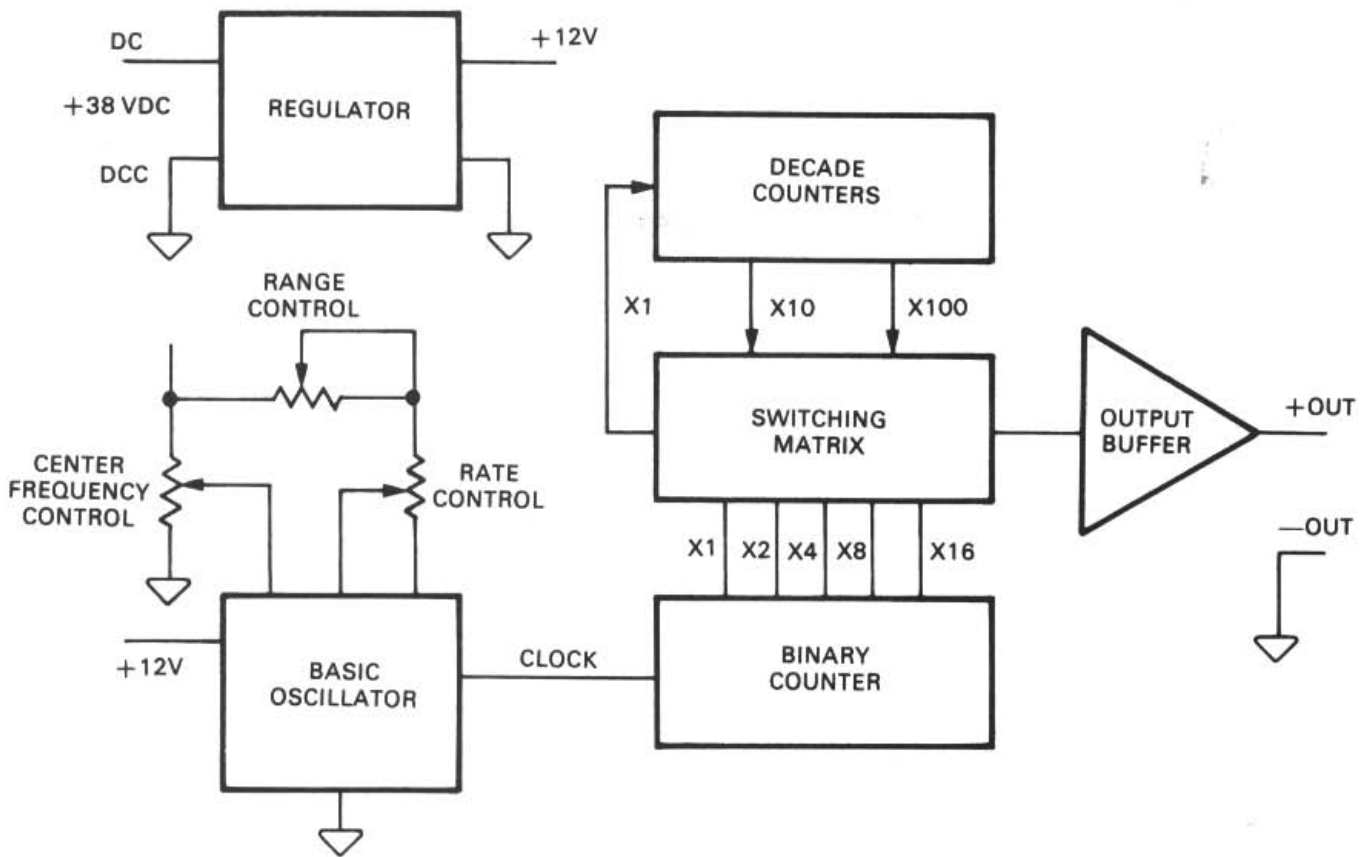 DC
+12V
+38 VDC
REGULATOR
DCC
DECADE
COUNTERS
RANGE
CONTROL
X1
X10
X100
SWITCHING
MATRIX
OUTPUT
BUFFER
+OUT
CENTER
FREQUENCY
CONTROL
RATE
CONTROL
—OUT
X1
X2
X4
X8
X16
+12V
BASIC
OSCILLATOR
CLOCK
BINARY
COUNTER